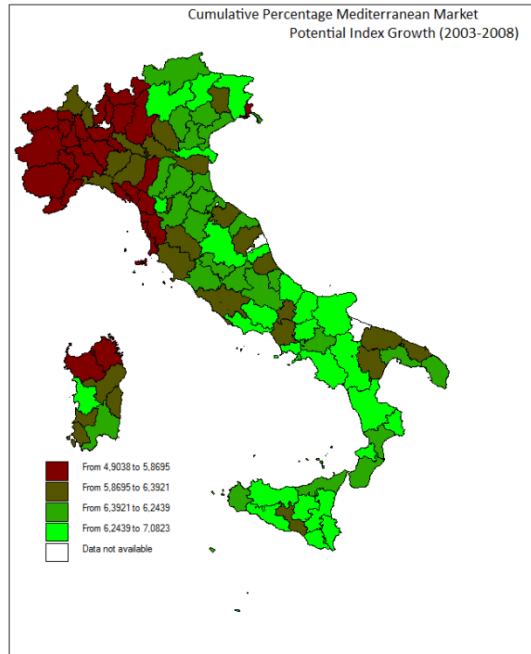 Cumulative Percentage Mediterranean Market
Potential Index Growth (2003-2008)
From 4,9038 to 5,8695
From 5,8695 to 6,3921
From 6,3921 to 6,2439
From 6,2439 to 7,0823
Data not available